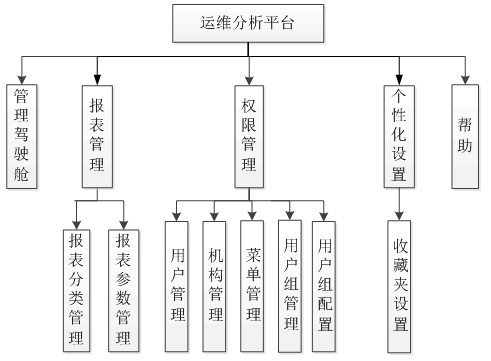 运维分析平台
管理驾驶舱
报表管理
权限管理
个性化设置
帮助
报表分类管理
报表参数管理
用户管理
机构管理
菜单管理
用户组管理
用户组配置
收藏夹设置